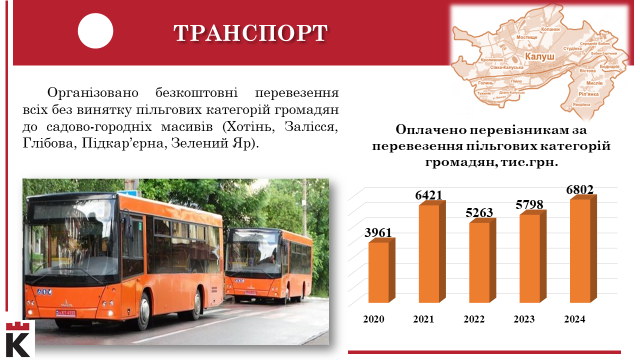 ТРАНСПОРТ
Організовано безкоштовні перевезення
всіх без винятку пільгових категорій громадян
до садово-городніх масивів (Хотінь, Залісся,
Глібова, Підкар’єрна, Зелений Яр).
Калуш
Оплачено перевізникам за
перевезення пільгових категорій
громадян, тис.грн.
3961
6421
5263
5798
6802
2020
2021
2022
2023
2024
К